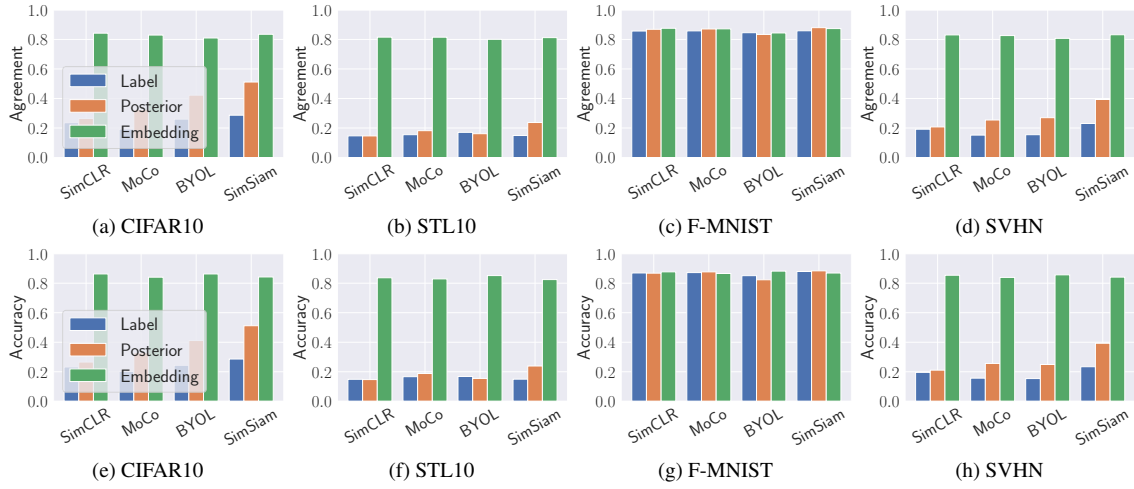 1.0
0.8
0.6
0.4
0.2
0.0
Agreement
Label
Posterior
Embedding
SimCLR
MoCo
BYOL
SimSiam
(a) CIFAR10
1.0
0.8
0.6
0.4
0.2
0.0
Agreement
SimCLR
MoCo
BYOL
SimSiam
(b) STL10
1.0
0.8
0.6
0.4
0.2
0.0
Agreement
SimCLR
MoCo
BYOL
SimSiam
(c) F-MNIST
1.0
0.8
0.6
0.4
0.2
0.0
Agreement
SimCLR
MoCo
BYOL
SimSiam
(d) SVHN
1.0
0.8
0.6
0.4
0.2
0.0
Accuracy
Label
Posterior
Embedding
SimCLR
MoCo
BYOL
SimSiam
(e) CIFAR10
1.0
0.8
0.6
0.4
0.2
0.0
Accuracy
SimCLR
MoCo
BYOL
SimSiam
(f) STL10
1.0
0.8
0.6
0.4
0.2
0.0
Accuracy
SimCLR
MoCo
BYOL
SimSiam
(g) F-MNIST
1.0
0.8
0.6
0.4
0.2
0.0
Accuracy
SimCLR
MoCo
BYOL
SimSiam
(h) SVHN